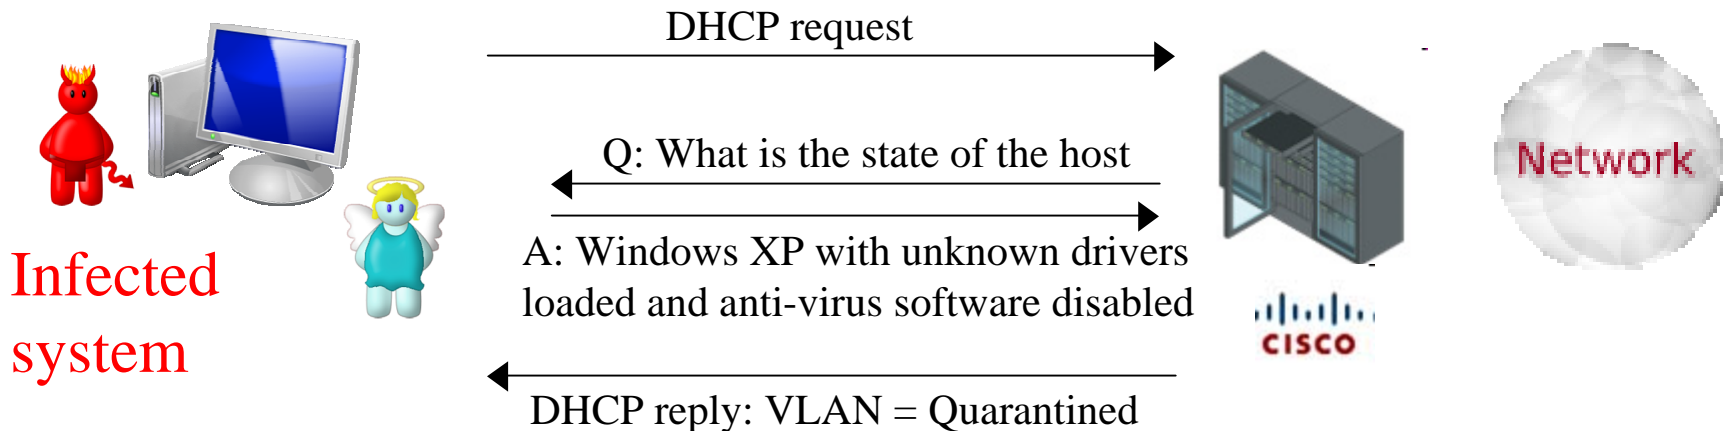 DHCP request
Q: What is the state of the host
A: Windows XP with unknown drivers
loaded and anti-virus software disabled
DHCP reply: VLAN = Quarantined
Infected
system
CISCO
Network